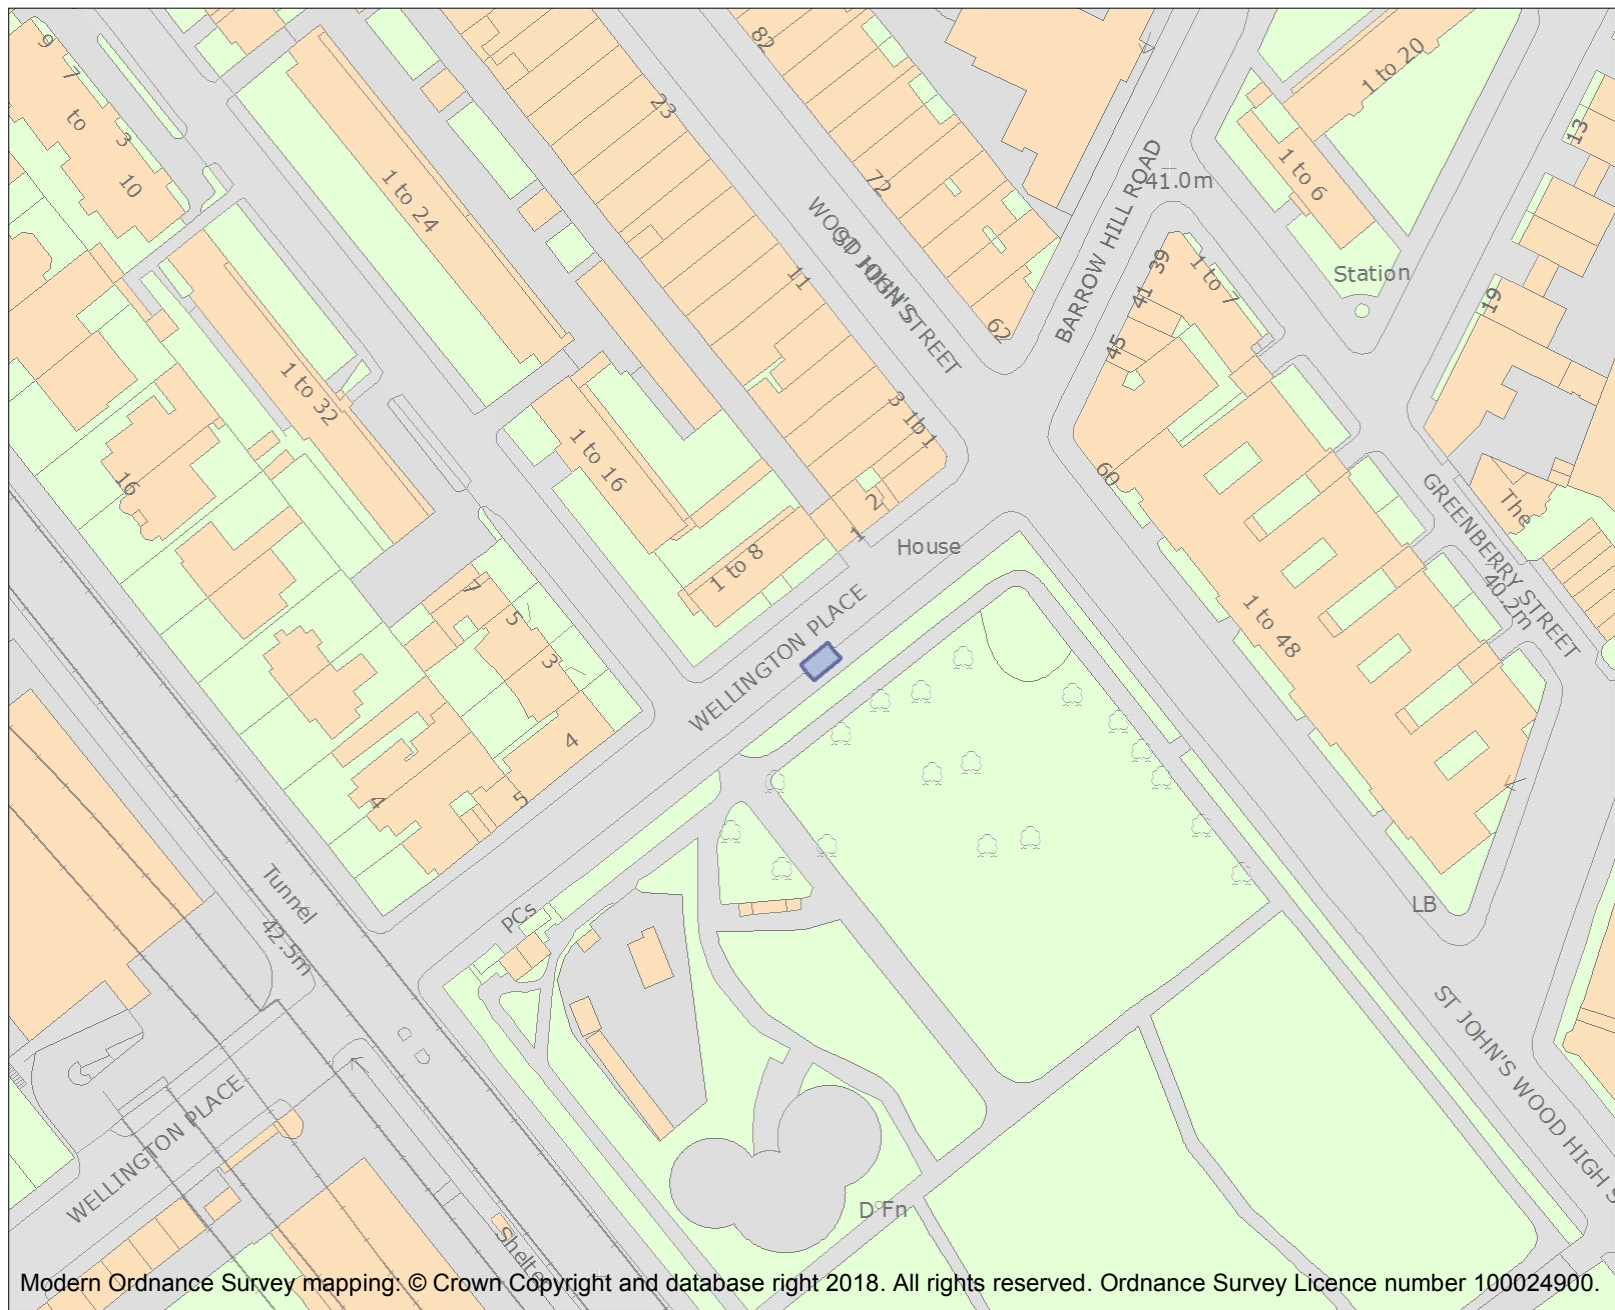 9
7
to
3
10
1 to 24
23
82
72
11
WOOD HIGH STREET
ST JOHN'S
62
BARROW HILL ROAD
41.0m
1 to 20
1 to 6
13
Station
19
39
41
45
1 to 7
1 to 32
16
1 to 16
3
1b1
2
1
House
1 to 8
60
GREENBERRY STREET
40.2m
The
1 to 48
7
5
3
4
5
4
WELLINGTON PLACE
Tunnel
42.5m
PCs
LB
ST JOHN'S WOOD HIGH S
WELLINGTON PLACE
D Fn
Shelter
Modern Ordnance Survey mapping: © Crown Copyright and database right 2018. All rights reserved. Ordnance Survey Licence number 100024900.